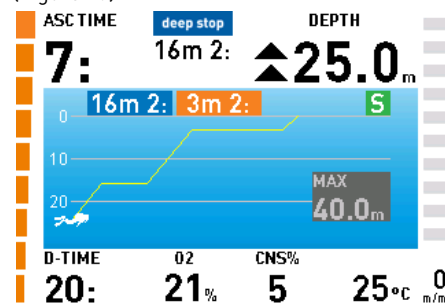 ASC TIME deep stop DEPTH
7: 16m 2: 25.0m
16m 2: 3m 2: S
0
10
20
MAX
40.0m
D-TIME O2 CNS%
20: 21% 5 25°C 0 m/m